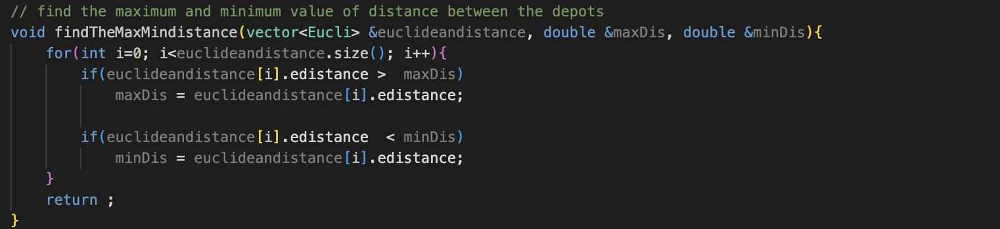 // find the maximum and minimum value of distance between the depots
void findTheMaxMindistance(vector<Eucli> &euclideandistance, double &maxDis, double &minDis){
    for(int i=0; i<euclideandistance.size(); i++){
        if(euclideandistance[i].edistance >  maxDis)
            maxDis = euclideandistance[i].edistance;

        if(euclideandistance[i].edistance  < minDis)
            minDis = euclideandistance[i].edistance;
    }
    return ;
}